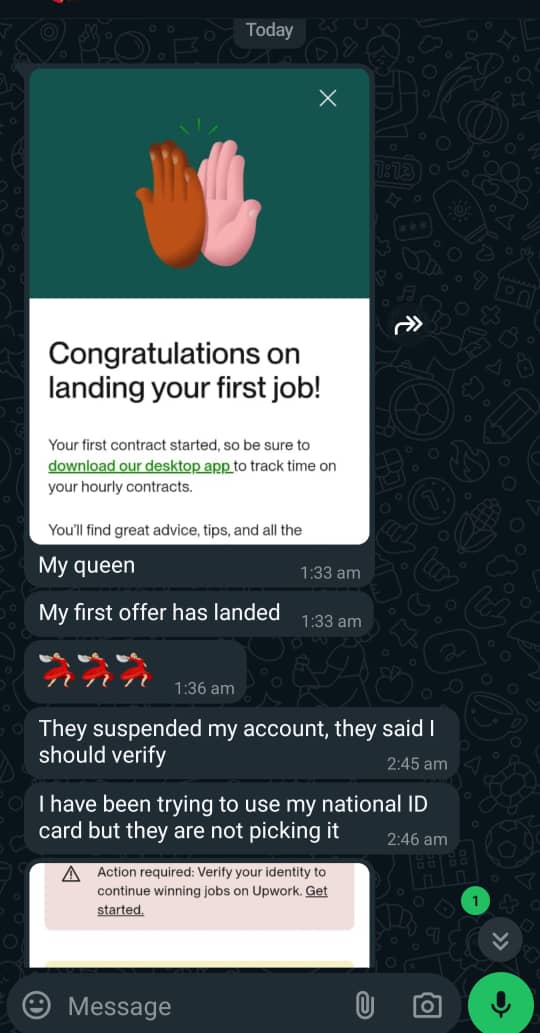 Today
Congratulations on
landing your first job!
Your first contract started, so be sure to
download our desktop app to track time on
your hourly contracts.
You'll find great advice, tips, and all the
My queen
1:33 am
My first offer has landed
1:33 am
1:36 am
They suspended my account, they said I
should verify
2:45 am
I have been trying to use my national ID
card but they are not picking it
2:46 am
Action required: Verify your identity to
continue winning jobs on Upwork. Get
started.
1
Message